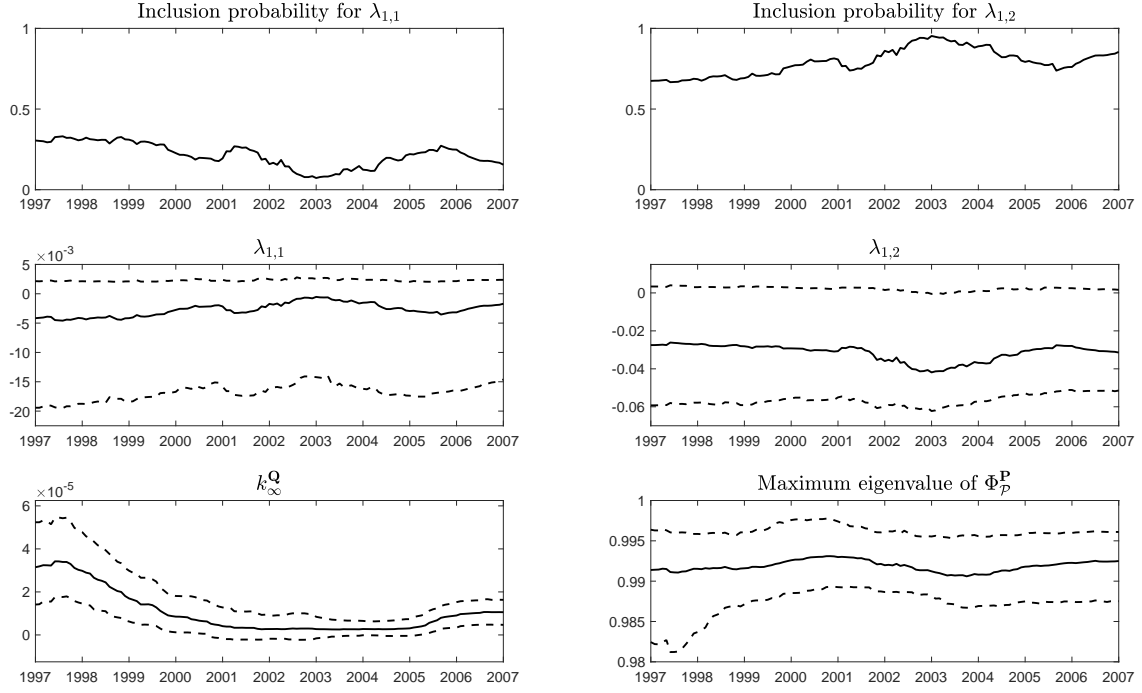 Inclusion probability for λ1,1
1
0.5
0
1997 1998 1999 2000 2001 2002 2003 2004 2005 2006 2007
Inclusion probability for λ1,2
1
0.5
0
1997 1998 1999 2000 2001 2002 2003 2004 2005 2006 2007
λ1,1
×10-3
5
0
-5
-10
-15
-20
1997 1998 1999 2000 2001 2002 2003 2004 2005 2006 2007
λ1,2
0
-0.02
-0.04
-0.06
1997 1998 1999 2000 2001 2002 2003 2004 2005 2006 2007
kQ∞
×10-5
6
4
2
0
1997 1998 1999 2000 2001 2002 2003 2004 2005 2006 2007
Maximum eigenvalue of ΦPP
1
0.995
0.99
0.985
0.98
1997 1998 1999 2000 2001 2002 2003 2004 2005 2006 2007